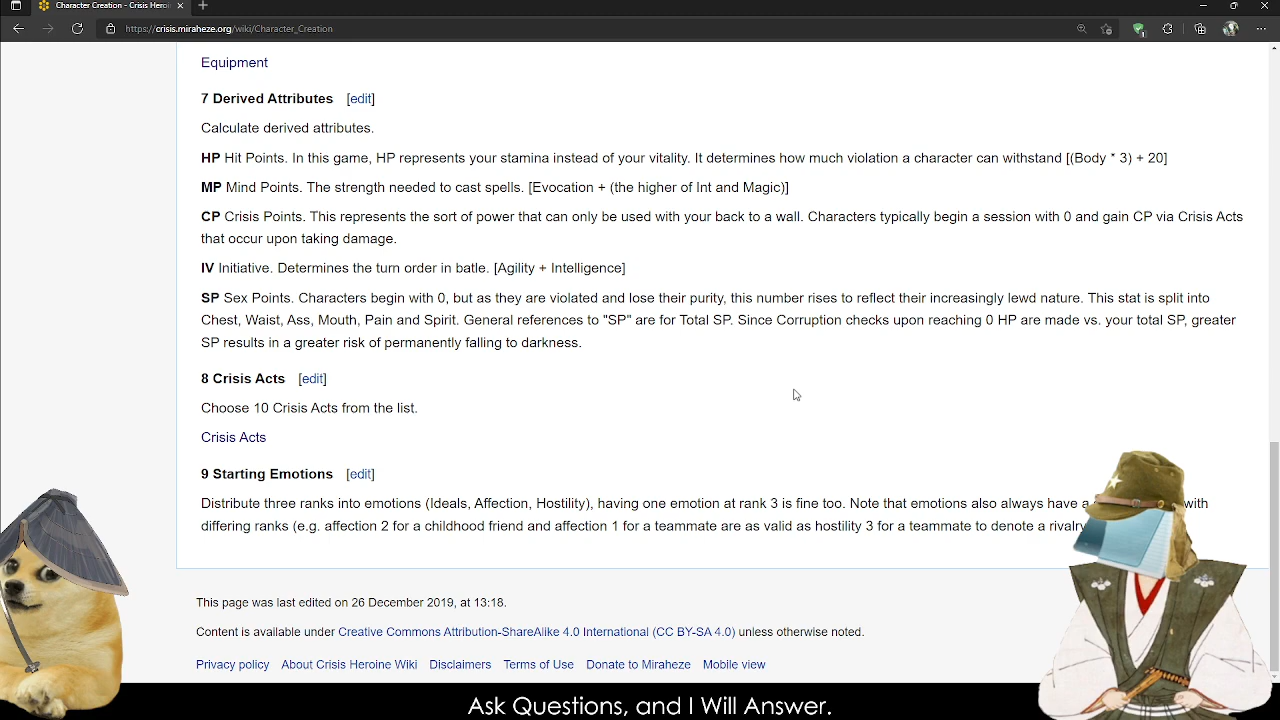 Character Creation - Crisis Heroi
https://crisis.miraheze.org/wiki/Character_Creation
Equipment
7 Derived Attributes [edit]
Calculate derived attributes.
HP Hit Points. In this game, HP represents your stamina instead of your vitality. It determines how much violation a character can withstand [(Body * 3) + 20]
MP Mind Points. The strength needed to cast spells. [Evocation + (the higher of Int and Magic)]
CP Crisis Points. This represents the sort of power that can only be used with your back to a wall. Characters typically begin a session with 0 and gain CP via Crisis Acts
that occur upon taking damage.
IV Initiative. Determines the turn order in batle. [Agility + Intelligence]
SP Sex Points. Characters begin with 0, but as they are violated and lose their purity, this number rises to reflect their increasingly lewd nature. This stat is split into
Chest, Waist, Ass, Mouth, Pain and Spirit. General references to "SP" are for Total SP. Since Corruption checks upon reaching 0 HP are made vs. your total SP, greater
SP results in a greater risk of permanently falling to darkness.
8 Crisis Acts [edit]
Choose 10 Crisis Acts from the list.
Crisis Acts
9 Starting Emotions [edit]
Distribute three ranks into emotions (Ideals, Affection, Hostility), having one emotion at rank 3 is fine too. Note that emotions also always have a with
differing ranks (e.g. affection 2 for a childhood friend and affection 1 for a teammate are as valid as hostility 3 for a teammate to denote a rivalry
This page was last edited on 26 December 2019, at 13:18.
Content is available under Creative Commons Attribution-ShareAlike 4.0 International (CC BY-SA 4.0) unless otherwise noted.
Privacy policy About Crisis Heroine Wiki Disclaimers Terms of Use Donate to Miraheze Mobile view
Ask Questions, and I Will Answer.